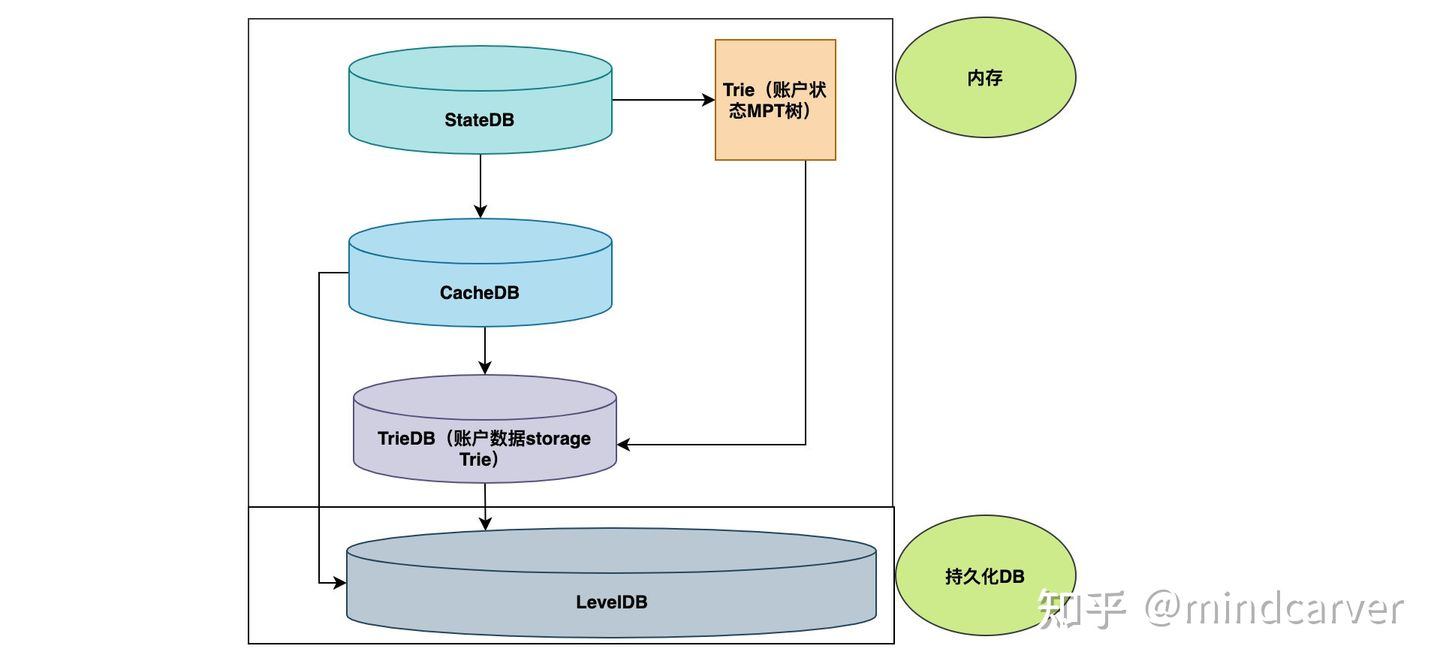 StateDB
Trie（账户状
态MPT树）
内存
CacheDB
TrieDB（账户数据storage
Trie）
LevelDB
持久化DB
知乎 @mindcarver